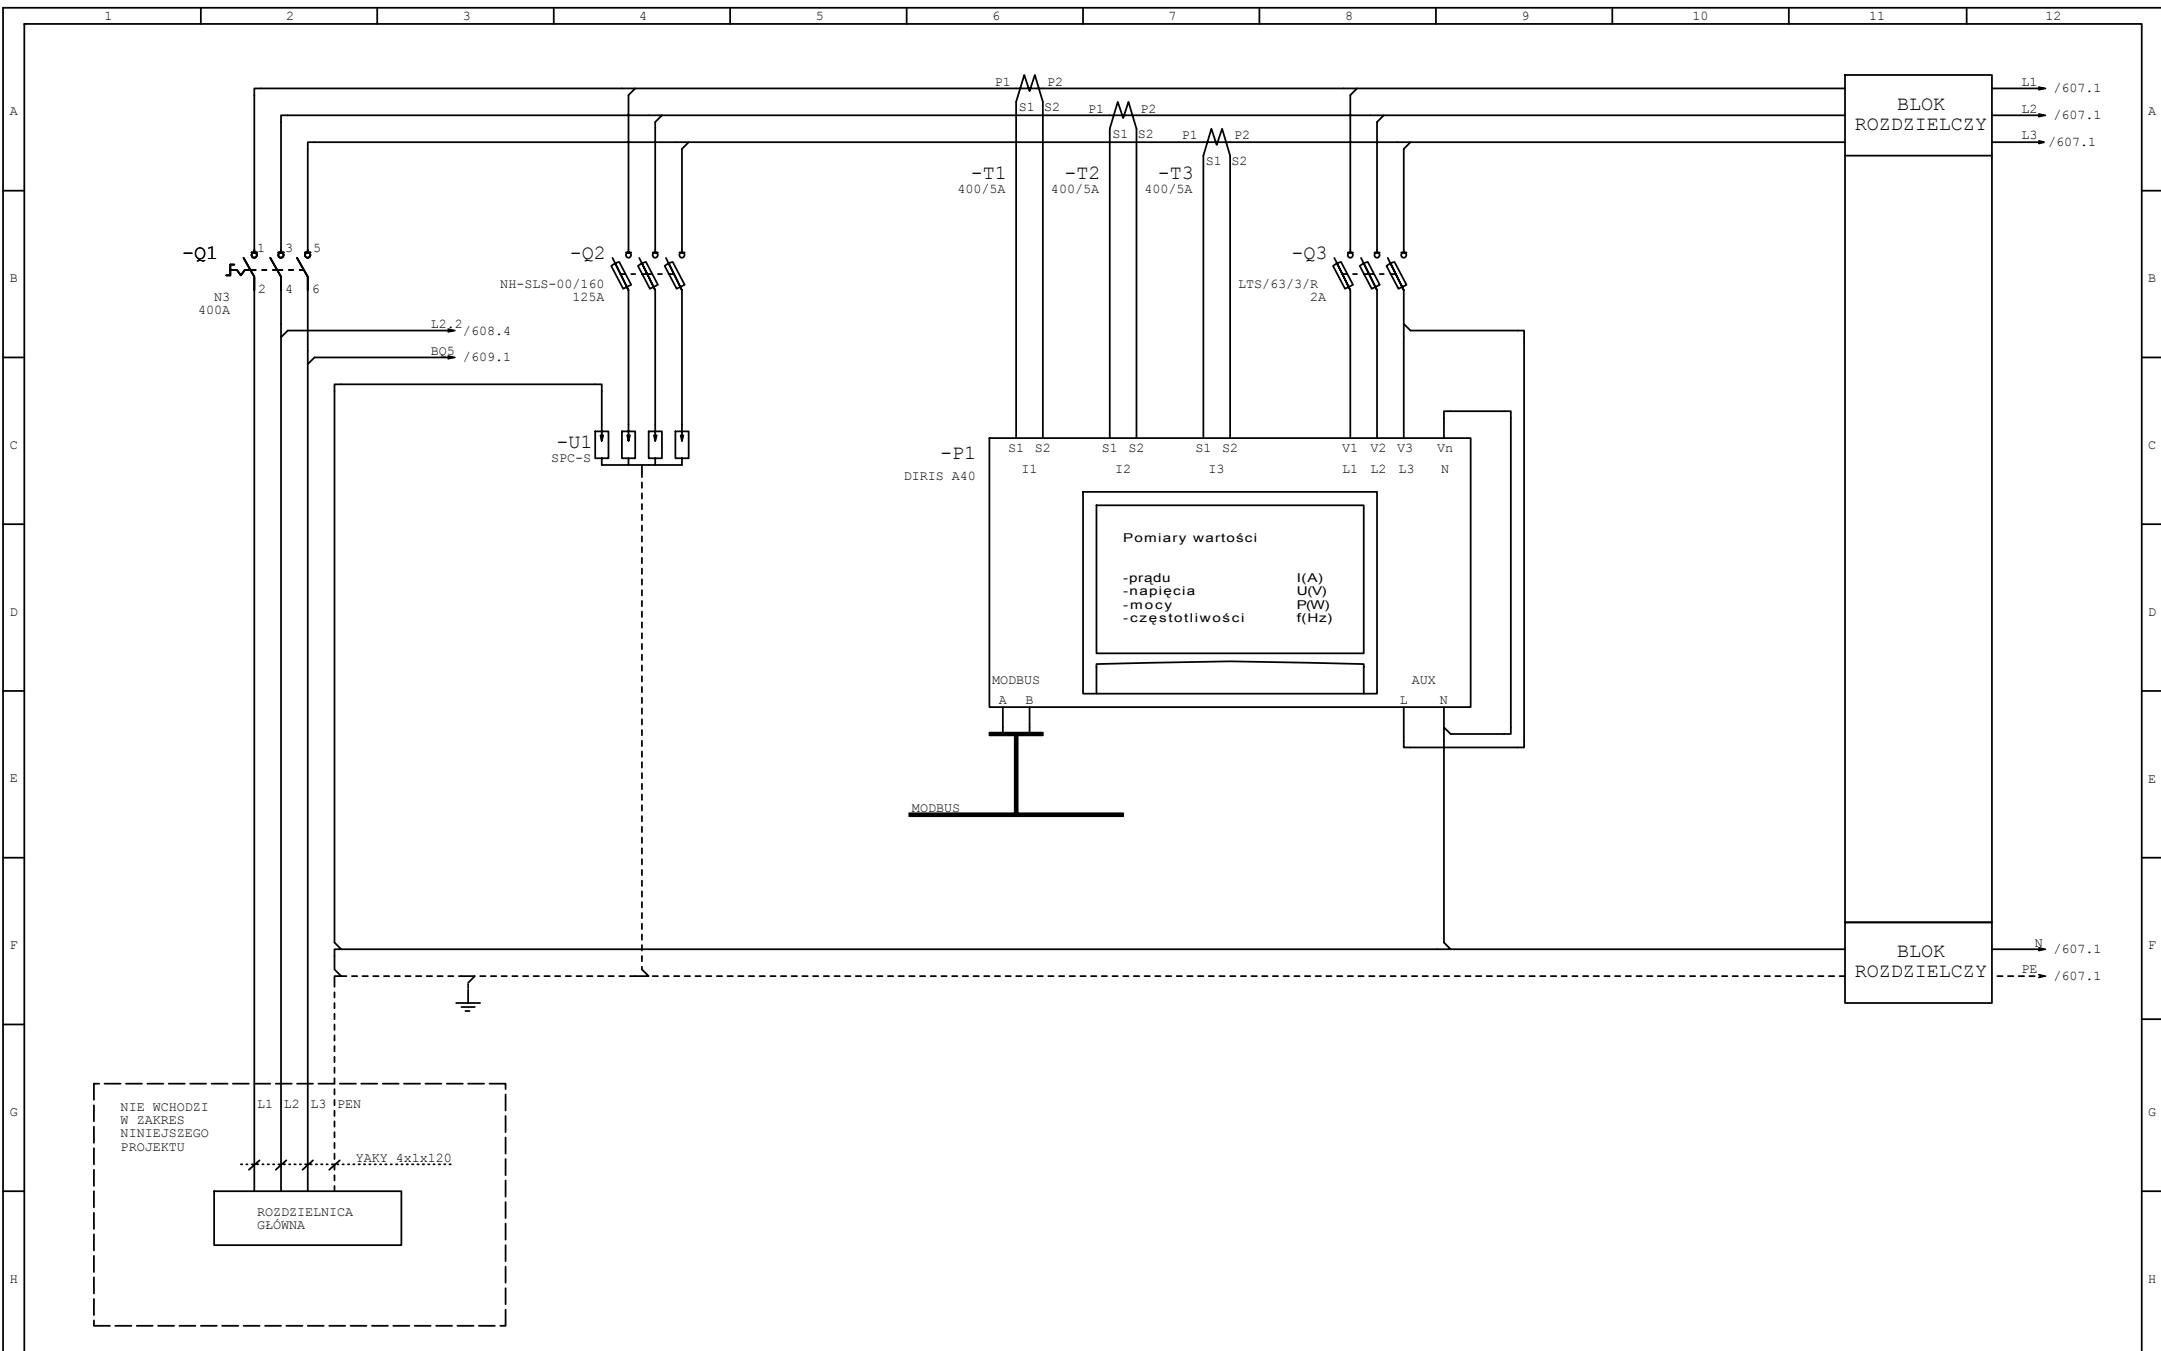 1 2 3 4 5 6 7 8 9 10 11 12
A
A
B
B
C
C
D
D
E
E
F
F
G
G
H
H
P1 P2
S1 S2
P1 P2
S1 S2
P1 P2
S1 S2
-T1
400/5A
-T2
400/5A
-T3
400/5A
BLOK
ROZDZIELCZY
L1 /607.1
L2 /607.1
L3 /607.1
-Q1
1 3 5
2 4 6
N3
400A
-Q2
NH-SLS-00/160
125A
-Q3
LTS/63/3/R
2A
L2.2 /608.4
BQ5 /609.1
-U1
SPC-S
-P1
DIRIS A40
S1 S2 S1 S2 S1 S2 V1 V2 V3 Vn
I1 I2 I3 L1 L2 L3 N
Pomiary wartości
-prądu I(A)
-napięcia U(V)
-mocy P(W)
-częstotliwości f(Hz)
MODBUS AUX
A B L N
MODBUS
BLOK
ROZDZIELCZY
N /607.1
PE /607.1
NIE WCHODZI
W ZAKRES
NINIEJSZEGO
PROJEKTU
L1 L2 L3 PEN
YAKY 4x1x120
ROZDZIELNICA
GŁÓWNA